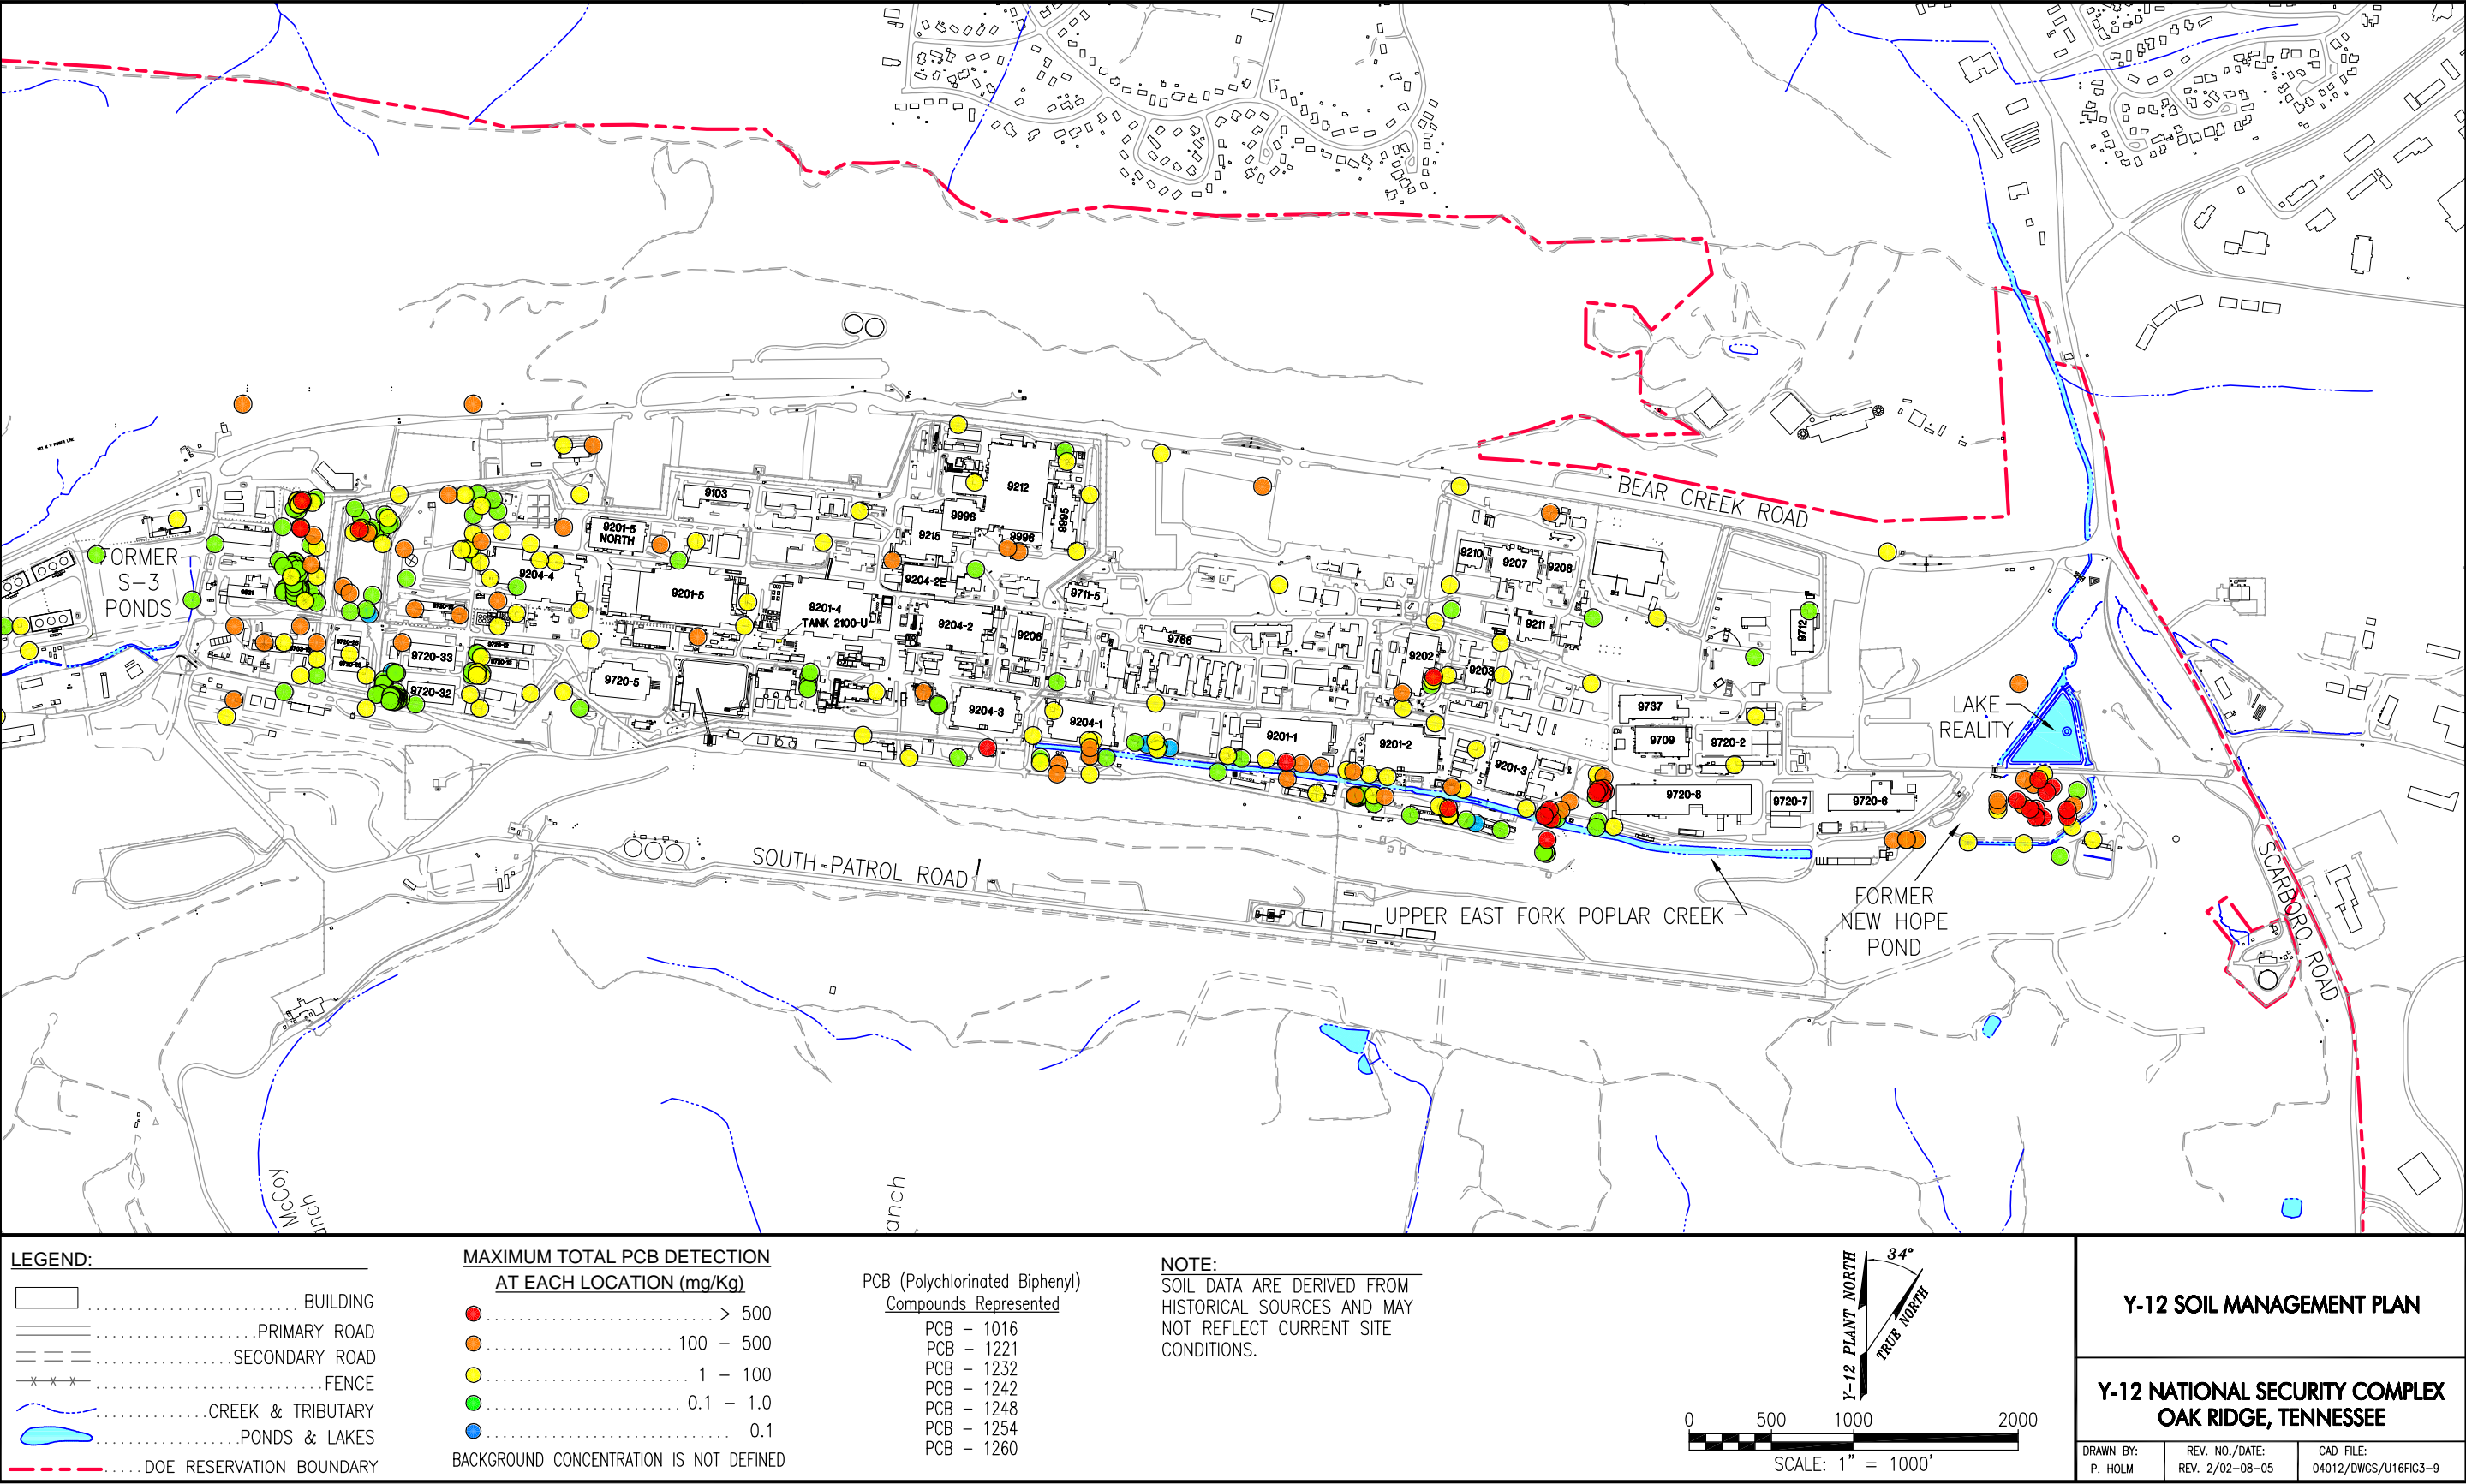 9103
9201-5
NORTH
9212
9998
9995
9215
9996
BEAR CREEK ROAD
FORMER
S-3
PONDS
9204-4
9201-5
9204-2E
9201-4
TANK 2100-U
9711-5
9210
9207
9208
9204-2
9206
9766
9211
9712
9720-33
9202
9203
9720-5
9720-32
9204-3
9204-1
9737
LAKE
REALITY
9201-1
9201-2
9709
9720-2
9201-3
9720-8
9720-7
9720-6
SOUTH PATROL ROAD
UPPER EAST FORK POPLAR CREEK
FORMER
NEW HOPE
POND
SCARBORO ROAD
McCoy
anch
anch
LEGEND:
BUILDING
PRIMARY ROAD
SECONDARY ROAD
X X X FENCE
CREEK & TRIBUTARY
PONDS & LAKES
DOE RESERVATION BOUNDARY
MAXIMUM TOTAL PCB DETECTION
AT EACH LOCATION (mg/Kg)
> 500
100 - 500
1 - 100
0.1 - 1.0
0.1
BACKGROUND CONCENTRATION IS NOT DEFINED
PCB (Polychlorinated Biphenyl)
Compounds Represented
PCB - 1016
PCB - 1221
PCB - 1232
PCB - 1242
PCB - 1248
PCB - 1254
PCB - 1260
NOTE:
SOIL DATA ARE DERIVED FROM
HISTORICAL SOURCES AND MAY
NOT REFLECT CURRENT SITE
CONDITIONS.
34°
Y-12 PLANT NORTH
TRUE NORTH
0 500 1000 2000
SCALE: 1" = 1000'
Y-12 SOIL MANAGEMENT PLAN
Y-12 NATIONAL SECURITY COMPLEX
OAK RIDGE, TENNESSEE
DRAWN BY:
P. HOLM
REV. NO./DATE:
REV. 2/02-08-05
CAD FILE:
04012/DWGS/U16FIG3-9